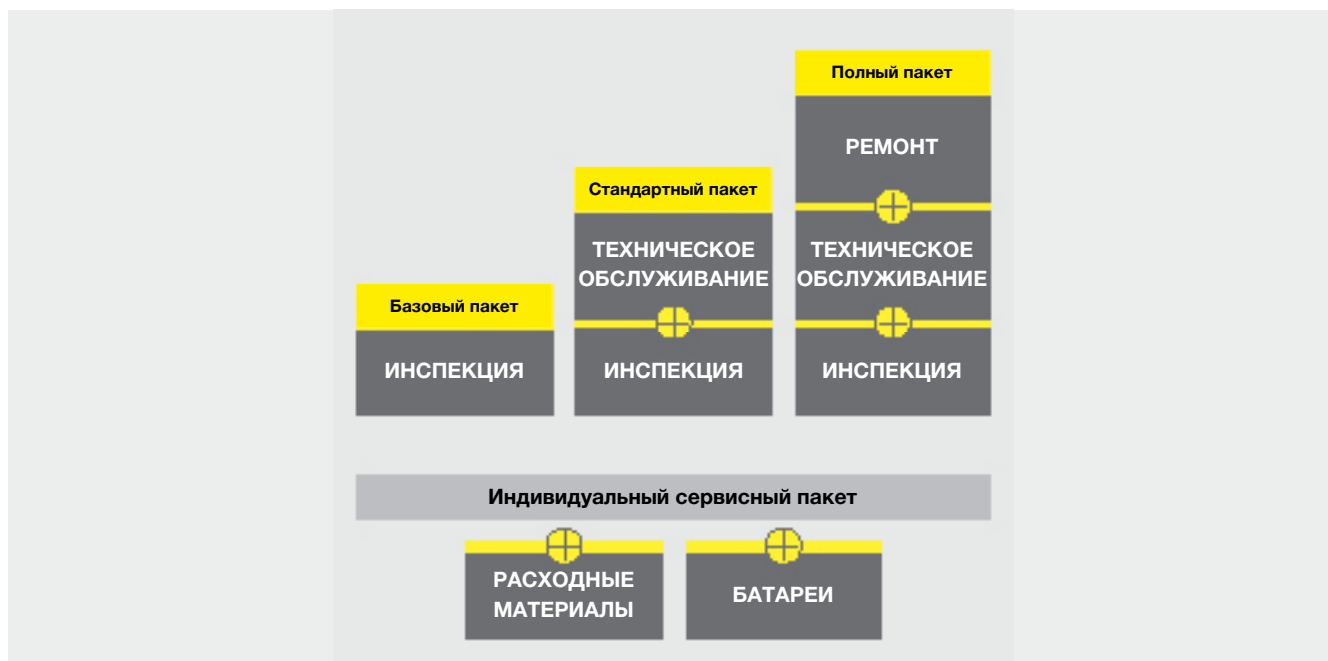 Полный пакет
РЕМОНТ
Стандартный пакет
ТЕХНИЧЕСКОЕ
ОБСЛУЖИВАНИЕ
ТЕХНИЧЕСКОЕ
ОБСЛУЖИВАНИЕ
Базовый пакет
ИНСПЕКЦИЯ
ИНСПЕКЦИЯ
ИНСПЕКЦИЯ
Индивидуальный сервисный пакет
РАСХОДНЫЕ
МАТЕРИАЛЫ
БАТАРЕИ